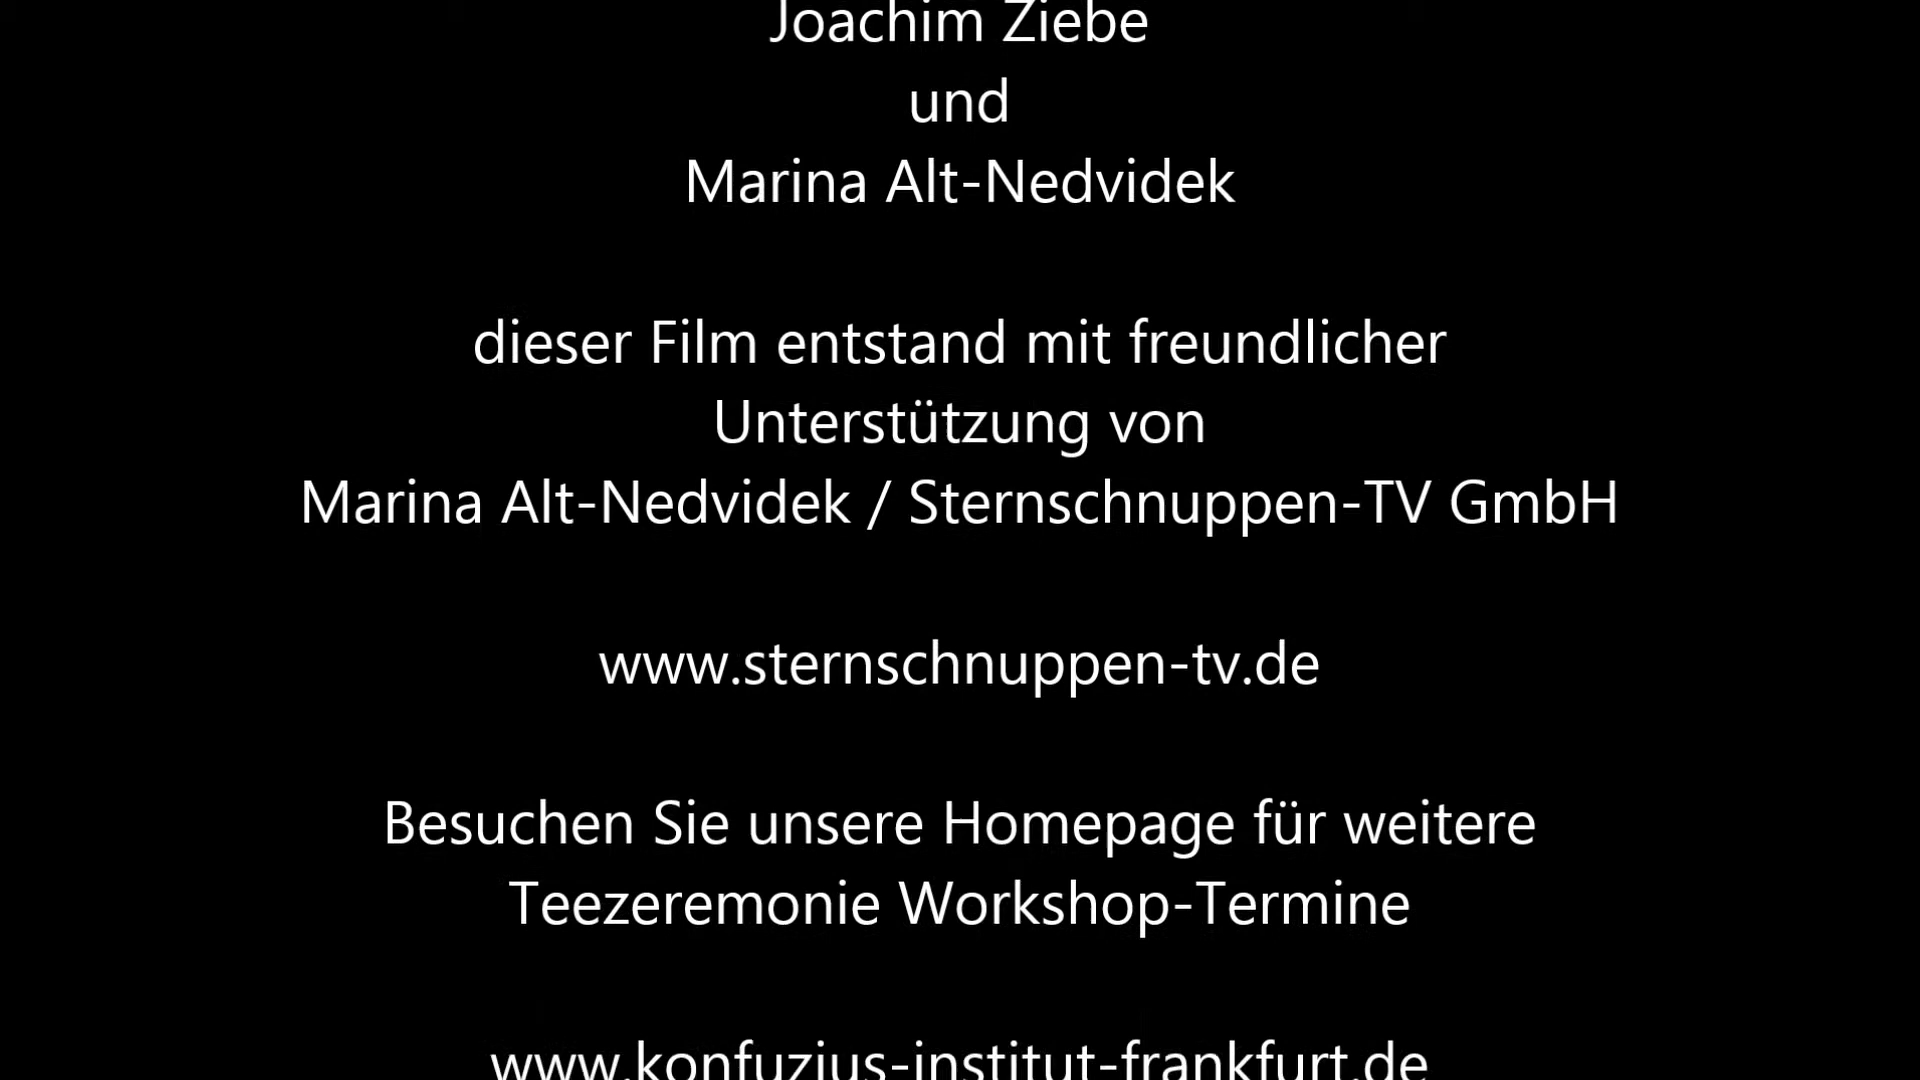 Joachim Ziebe
und
Marina Alt-Nedvidek
dieser Film entstand mit freundlicher
Unterstützung von
Marina Alt-Nedvidek / Sternschnuppen-TV GmbH
www.sternschnuppen-tv.de
Besuchen Sie unsere Homepage für weitere
Teezeremonie Workshop-Termine
www.konfuzius-institut-frankfurt.de